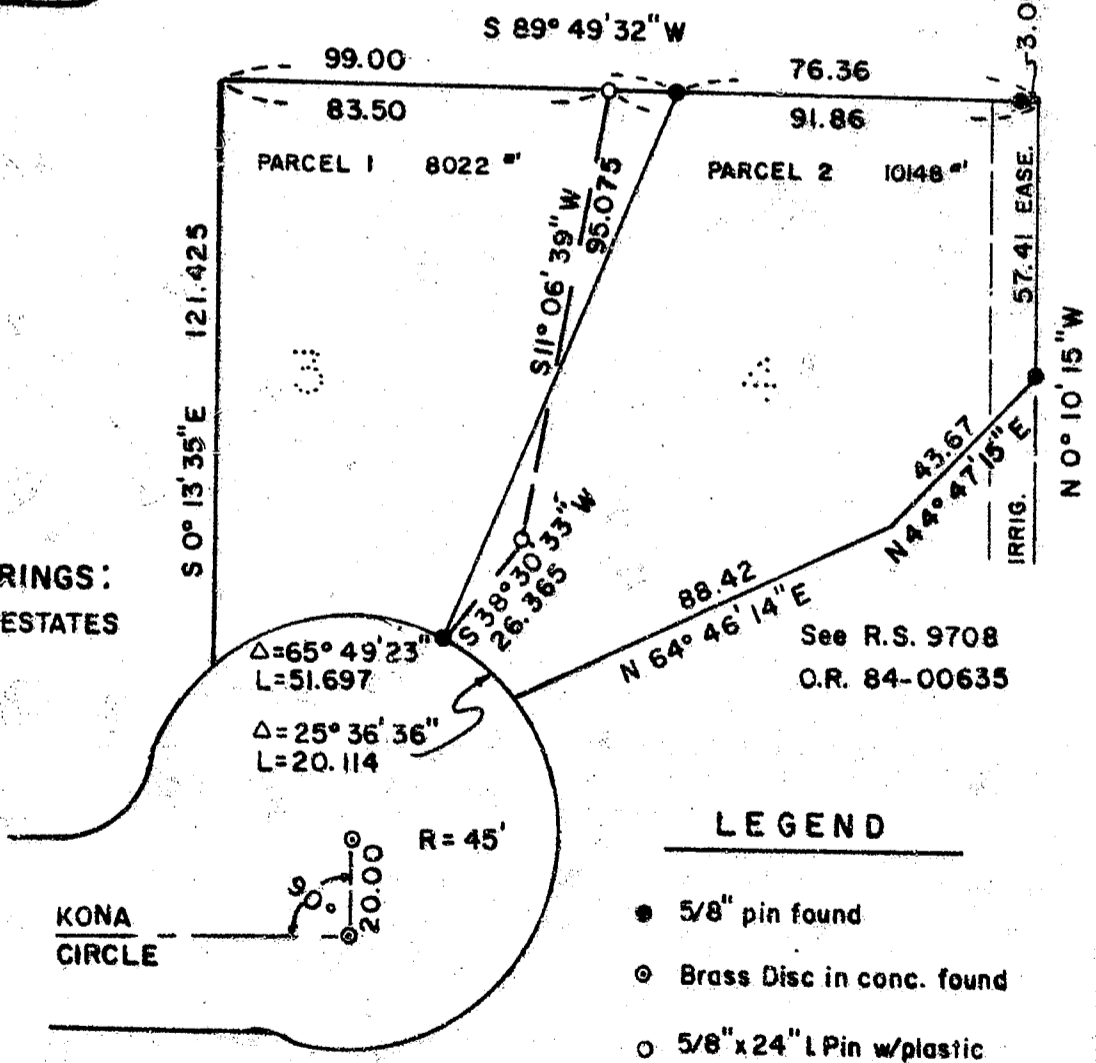 S 89° 49' 32" W
3.0
99.00
76.36
83.50
91.86
PARCEL 1 8022 ▫'
PARCEL 2 10148 ▫'
95.075
S 11° 06' 39" W
57.41 EASE.
IRRIG.
N 0° 10' 15" W
121.425
S 0° 13' 35" E
3
4
43.67
N 44° 47' 15" E
S 38° 30' 33" W
26.365
88.42
N 64° 46' 14" E
RINGS:
ESTATES
See R.S. 9708
O.R. 84-00635
Δ=65° 49' 23"
L=51.697
Δ=25° 36' 36"
L=20.114
R = 45'
90°
20.00
KONA
CIRCLE
LEGEND
5/8" pin found
Brass Disc in conc. found
5/8" x 24" I. Pin w/plastic